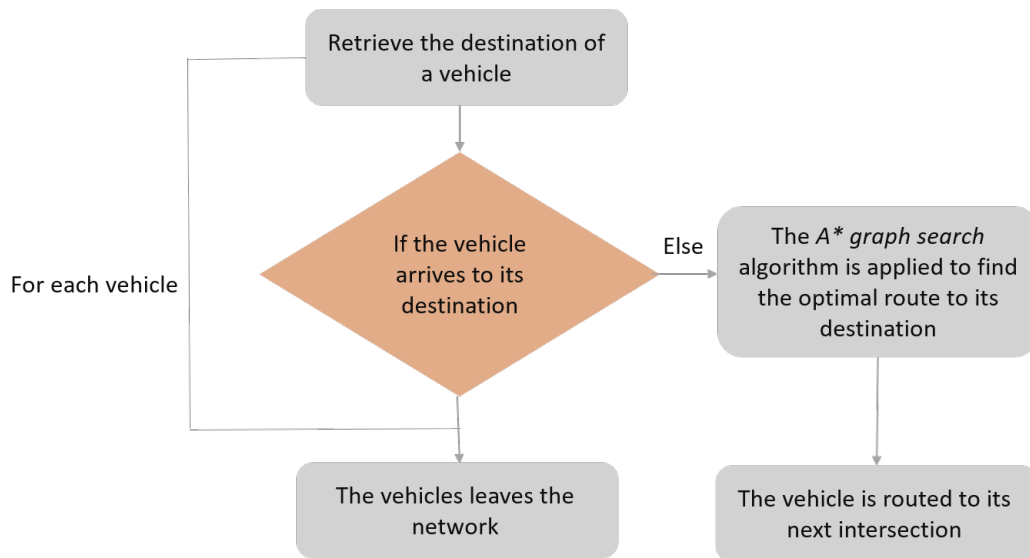 Retrieve the destination of
a vehicle
For each vehicle
If the vehicle
arrives to its
destination
Else
The A* graph search
algorithm is applied to find
the optimal route to its
destination
The vehicles leaves the
network
The vehicle is routed to its
next intersection